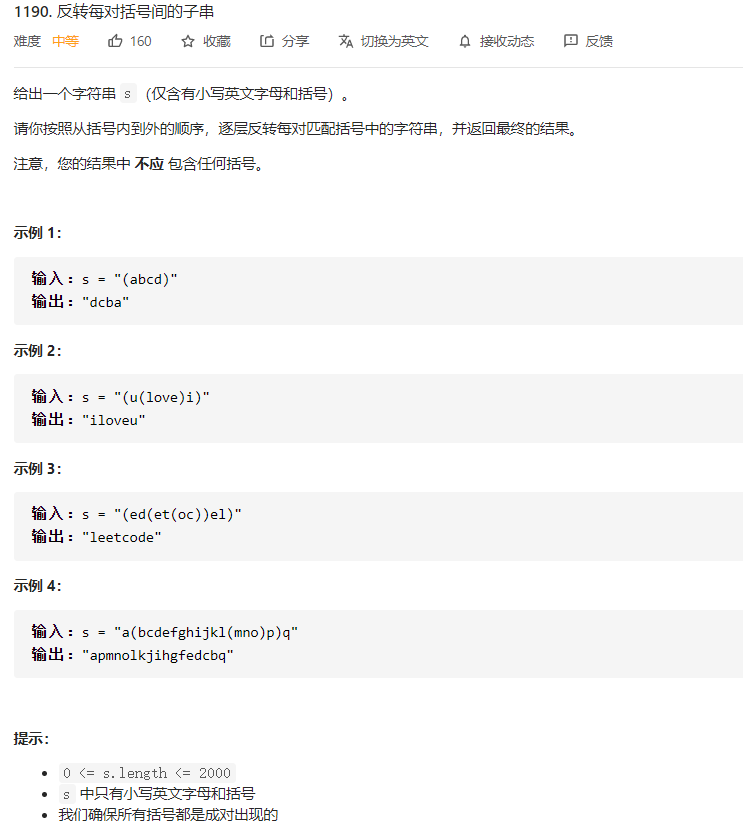 1190. 反转每对括号间的子串
难度 中等 160 收藏 分享 切换为英文 接收动态 反馈
给出一个字符串 s（仅含有小写英文字母和括号）。
请你按照从括号内到外的顺序，逐层反转每对匹配括号中的字符串，并返回最终的结果。
注意，您的结果中 不应 包含任何括号。
示例 1：
输入：s = "(abcd)"
输出："dcba"
示例 2：
输入：s = "(u(love)i)"
输出："iloveu"
示例 3：
输入：s = "(ed(et(oc))el)"
输出："leetcode"
示例 4：
输入：s = "a(bcdefghijkl(mno)p)q"
输出："apmnolkjihgfedcbq"
提示：
• 0 <= s.length <= 2000
• s 中只有小写英文字母和括号
• 我们确保所有括号都是成对出现的